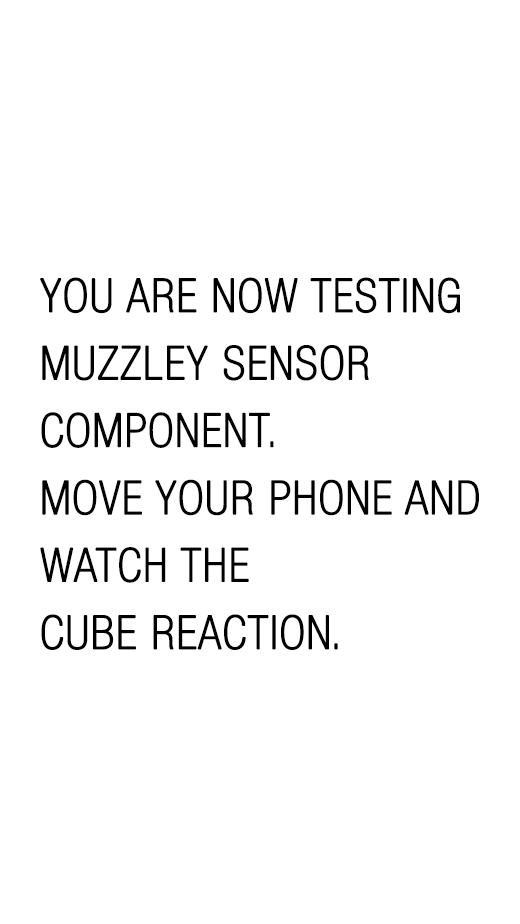 YOU ARE NOW TESTING
MUZZLEY SENSOR
COMPONENT.
MOVE YOUR PHONE AND
WATCH THE
CUBE REACTION.